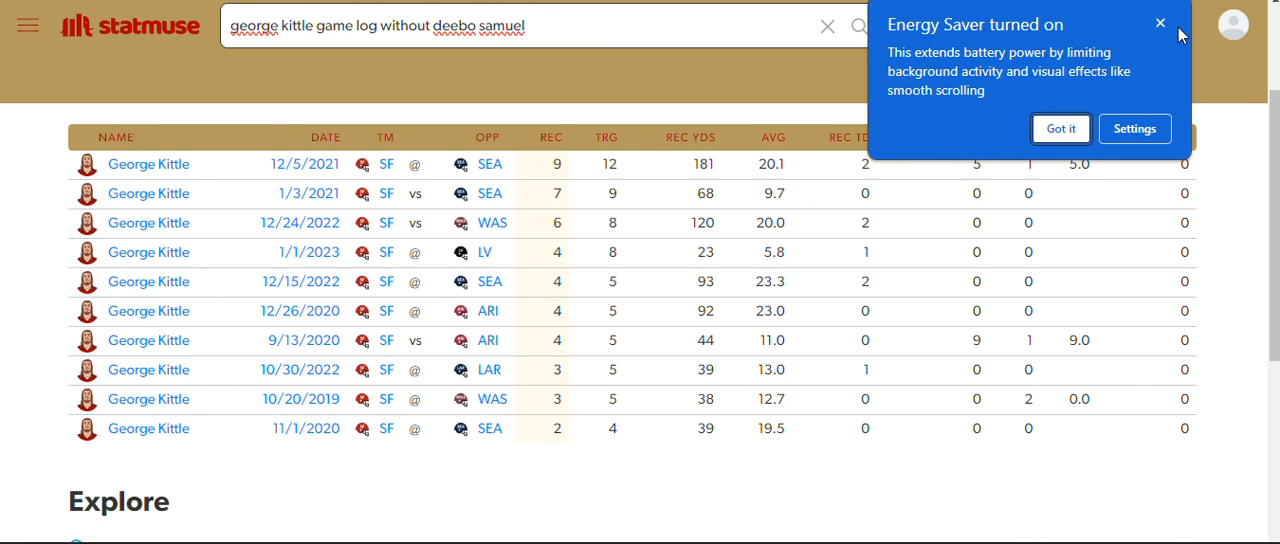 statmuse
george kittle game log without deebo samuel
Energy Saver turned on
This extends battery power by limiting
background activity and visual effects like
smooth scrolling
Got it Settings
NAME DATE TM OPP REC TRG REC YDS AVG REC TD
George Kittle 12/5/2021 SF @ SEA 9 12 181 20.1 2 5 1 5.0 0
George Kittle 1/3/2021 SF vs SEA 7 9 68 9.7 0 0 0 0
George Kittle 12/24/2022 SF vs WAS 6 8 120 20.0 2 0 0 0
George Kittle 1/1/2023 SF @ LV 4 8 23 5.8 1 0 0 0
George Kittle 12/15/2022 SF @ SEA 4 5 93 23.3 2 0 0 0
George Kittle 12/26/2020 SF @ ARI 4 5 92 23.0 0 0 0 0
George Kittle 9/13/2020 SF vs ARI 4 5 44 11.0 0 9 1 9.0 0
George Kittle 10/30/2022 SF @ LAR 3 5 39 13.0 1 0 0 0
George Kittle 10/20/2019 SF @ WAS 3 5 38 12.7 0 0 2 0.0 0
George Kittle 11/1/2020 SF @ SEA 2 4 39 19.5 0 0 0 0
Explore